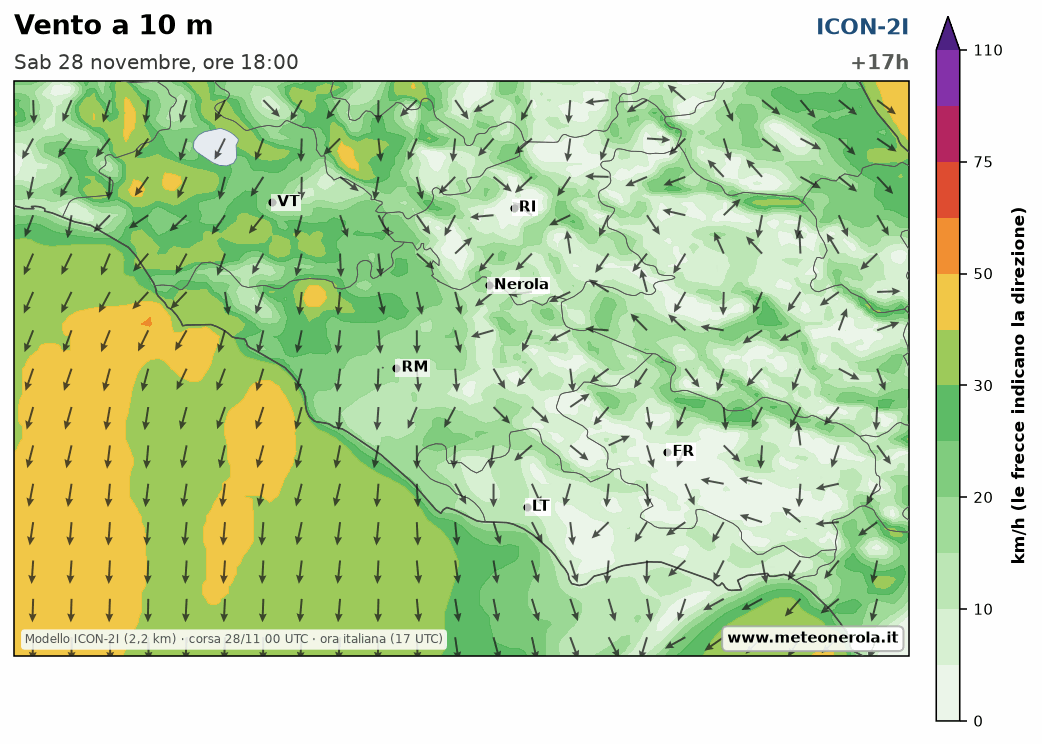 Vento a 10 m
ICON-2I
Sab 28 novembre, ore 18:00
+17h
VT
RI
Nerola
RM
FR
LT
Modello ICON-2I (2,2 km) · corsa 28/11 00 UTC · ora italiana (17 UTC)
www.meteonerola.it
110
75
50
30
20
10
0
km/h (le frecce indicano la direzione)